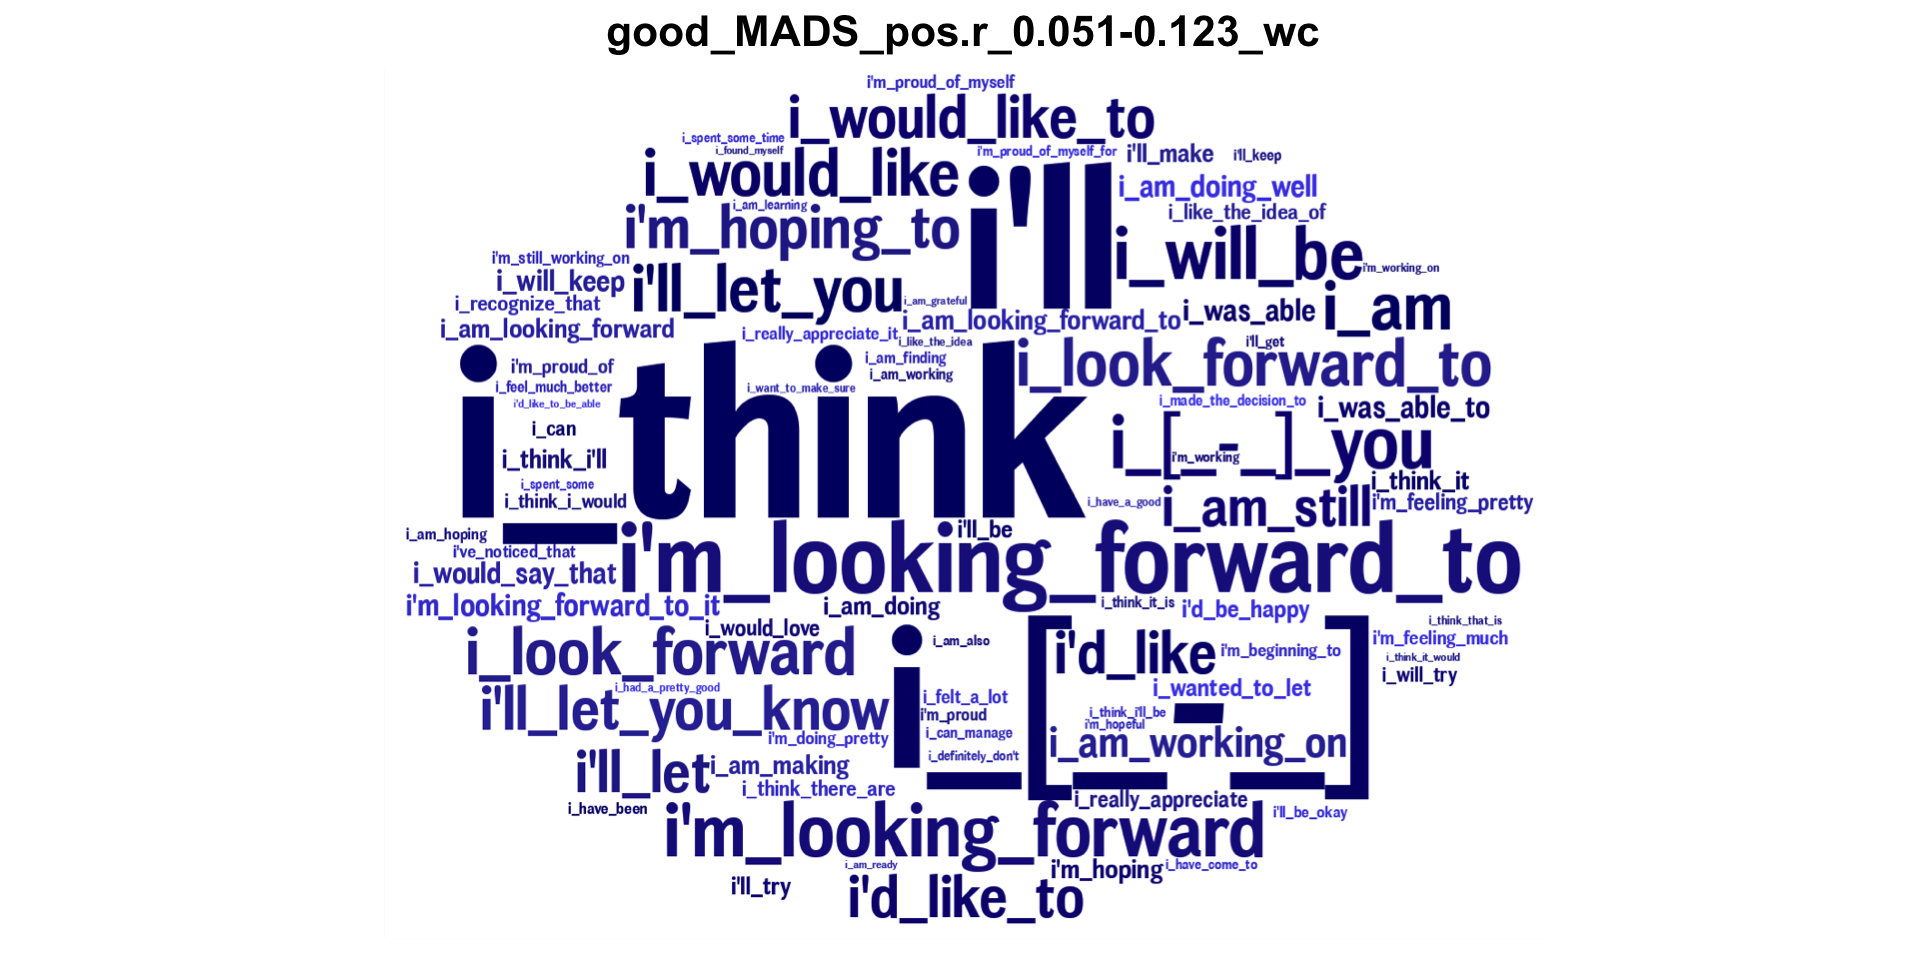 good_MADS_pos.r_0.051-0.123_wc
i'm_proud_of_myself
i_would_like_to
i_spent_some_time
i_found_myself
i'm_proud_of_myself_for
i'll_make
i'll_keep
i_would_like
i'll
i_am_doing_well
i_am_learning
i_like_the_idea_of
i'm_hoping_to
i_will_be
i'm_still_working_on
i'm_working_on
i_will_keep
i'll_let_you
i_recognize_that
i_am_grateful
i_was_able
i_am
i_am_looking_forward
i_really_appreciate_it
i_am_looking_forward_to
i_like_the_idea
i'll_get
i_think
i'm_proud_of
i_am_finding
i_am_working
i_look_forward_to
i_feel_much_better
i_want_to_make_sure
i'd_like_to_be_able
i_made_the_decision_to
i_was_able_to
i_can
i_[_-_]_you
i_think_i'll
i'm_working
i_spent_some
i_think_it
i_think_i_would
i_have_a_good
i_am_still
i'm_feeling_pretty
i_am_hoping
i'll_be
i've_noticed_that
i'm_looking_forward_to
i_would_say_that
i'm_looking_forward_to_it
i_am_doing
i_think_it_is
i'd_be_happy
i_would_love
i_think_that_is
i_look_forward
i_am_also
i_[_-_]
i'd_like
i'm_beginning_to
i'm_feeling_much
i_think_it_would
i_will_try
i_had_a_pretty_good
i_wanted_to_let
i'll_let_you_know
i_felt_a_lot
i'm_proud
i_think_i'll_be
i'm_hopeful
i_can_manage
i'm_doing_pretty
i_am_working_on
i_definitely_don't
i'll_let
i_am_making
i_think_there_are
i_really_appreciate
i_have_been
i'm_looking_forward
i'll_be_okay
i_am_ready
i'm_hoping
i_have_come_to
i'll_try
i'd_like_to